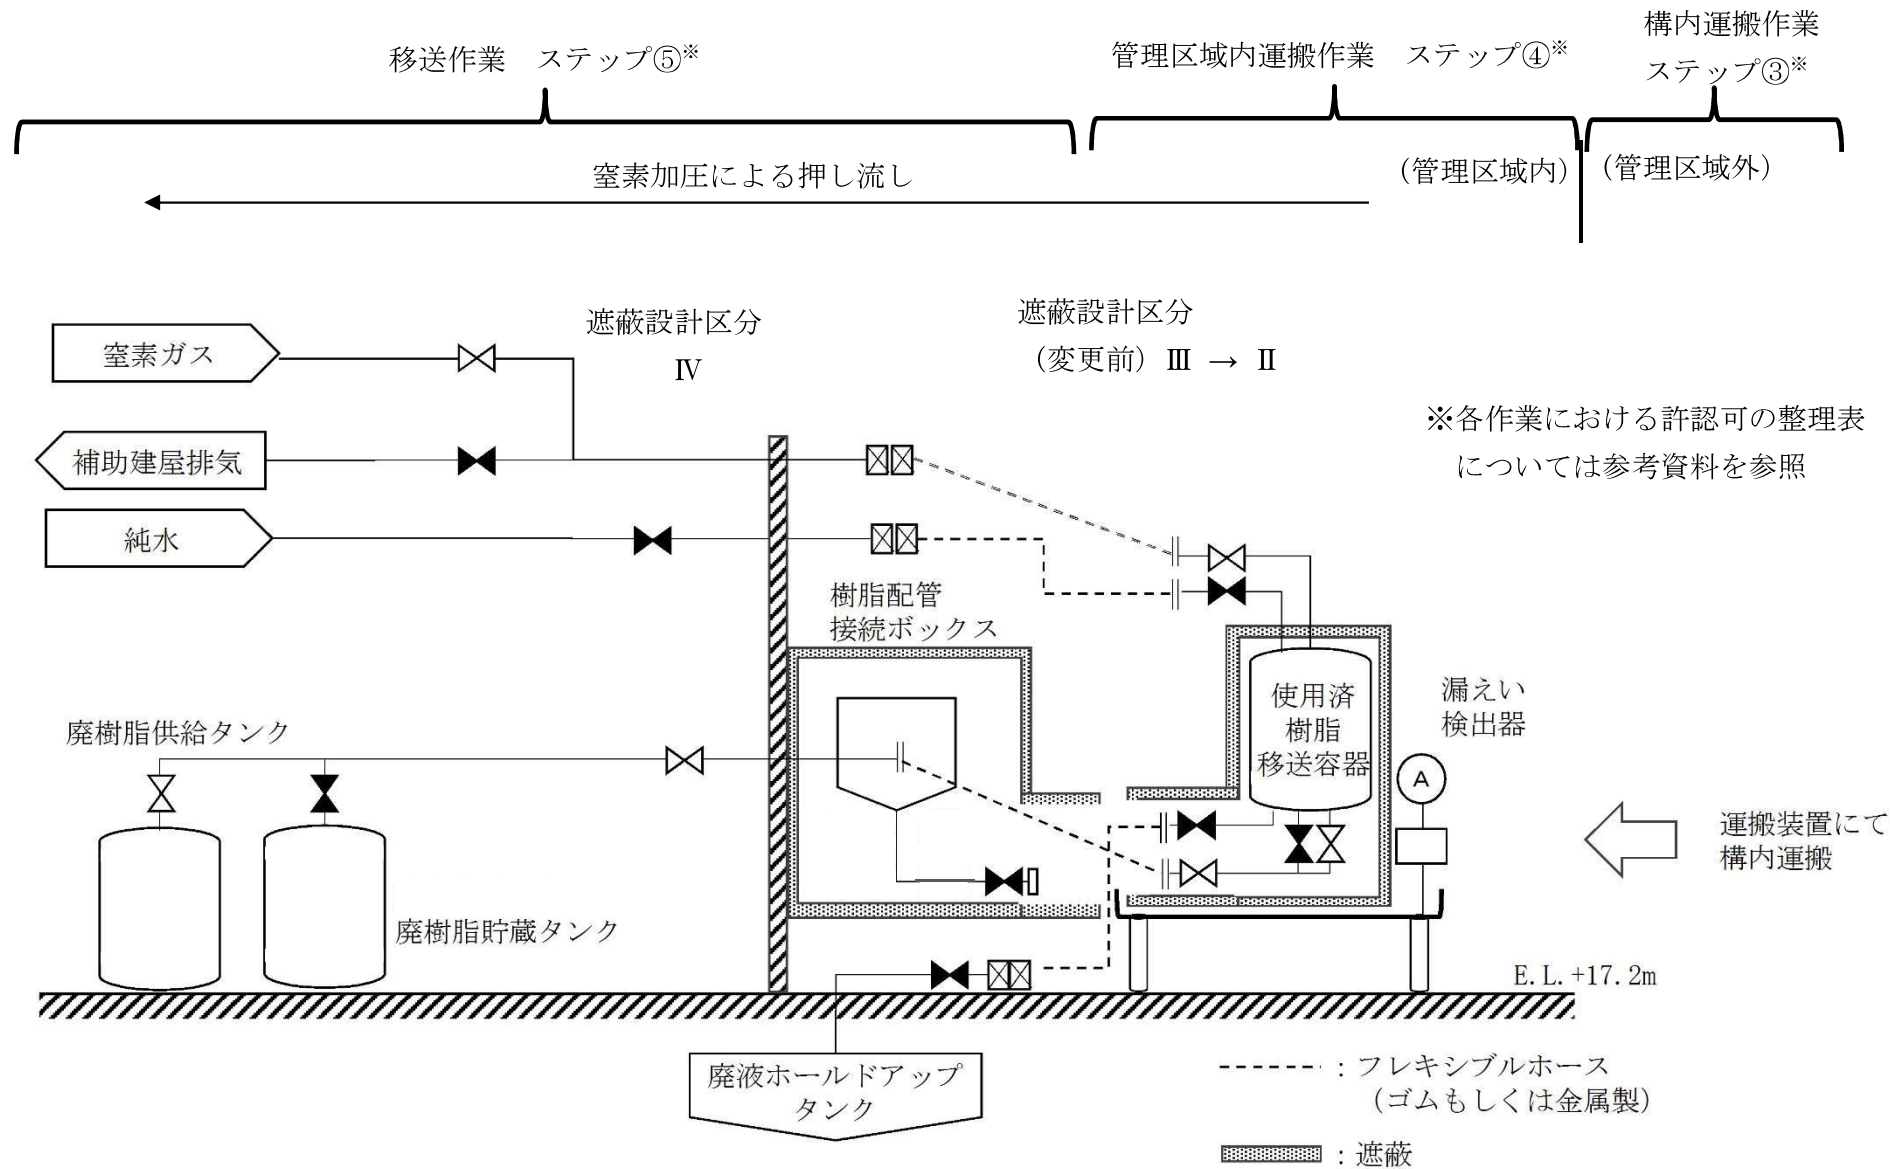 移送作業　ステップ⑤※
管理区域内運搬作業　ステップ④※
構内運搬作業
ステップ③※
窒素加圧による押し流し
（管理区域内）
（管理区域外）
遮蔽設計区分
Ⅳ
遮蔽設計区分
（変更前）Ⅲ → Ⅱ
※各作業における許認可の整理表
については参考資料を参照
窒素ガス
補助建屋排気
純水
樹脂配管
接続ボックス
使用済
樹脂
移送容器
漏えい
検出器
A
廃樹脂供給タンク
廃樹脂貯蔵タンク
運搬装置にて
構内運搬
E.L.+17.2m
廃液ホールドアップ
タンク
：フレキシブルホース
（ゴムもしくは金属製）
：遮蔽